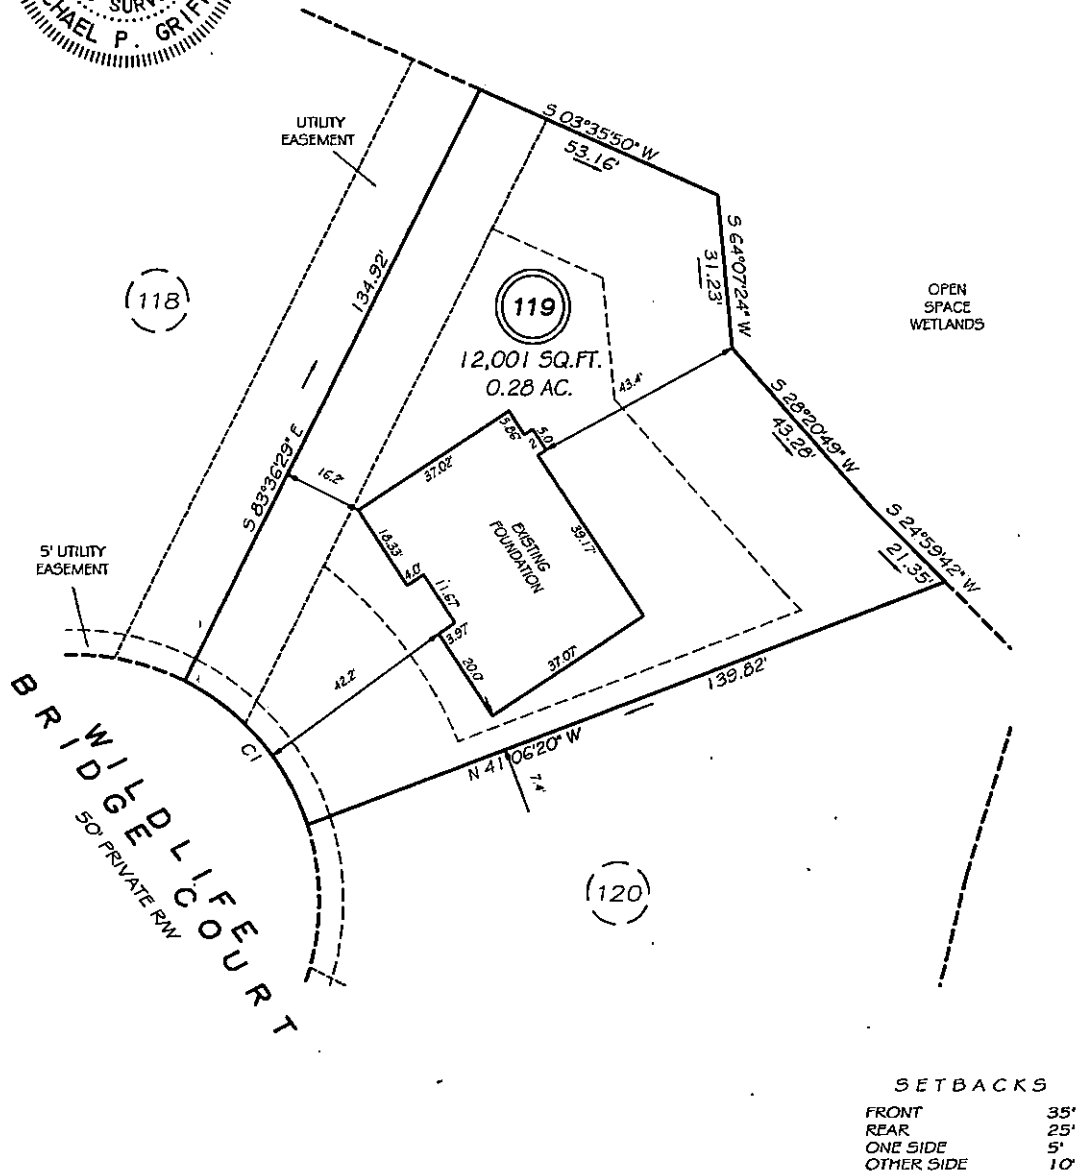 SURV
CHAEL P. GRIF
UTILITY
EASEMENT
S 03°35'50" W
53.16'
S 64°07'24" W
31.23'
118
134.92'
119
12,001 SQ.FT.
0.28 AC.
OPEN
SPACE
WETLANDS
43.4'
S 28°20'49" W
43.28'
S 83°36'29" E
16.2'
37.02'
5.86'
2'
5.0'
S 24°59'42" W
21.35'
5' UTILITY
EASEMENT
18.33'
4.0'
11.67'
EXISTING
FOUNDATION
39.17'
3.97'
20.0'
37.07'
42.2'
139.82'
N 41°06'20" W
7.4'
C1
WILDLIFE
BRIDGE COURT
50' PRIVATE R/W
120
SETBACKS
FRONT 35'
REAR 25'
ONE SIDE 5'
OTHER SIDE 10'